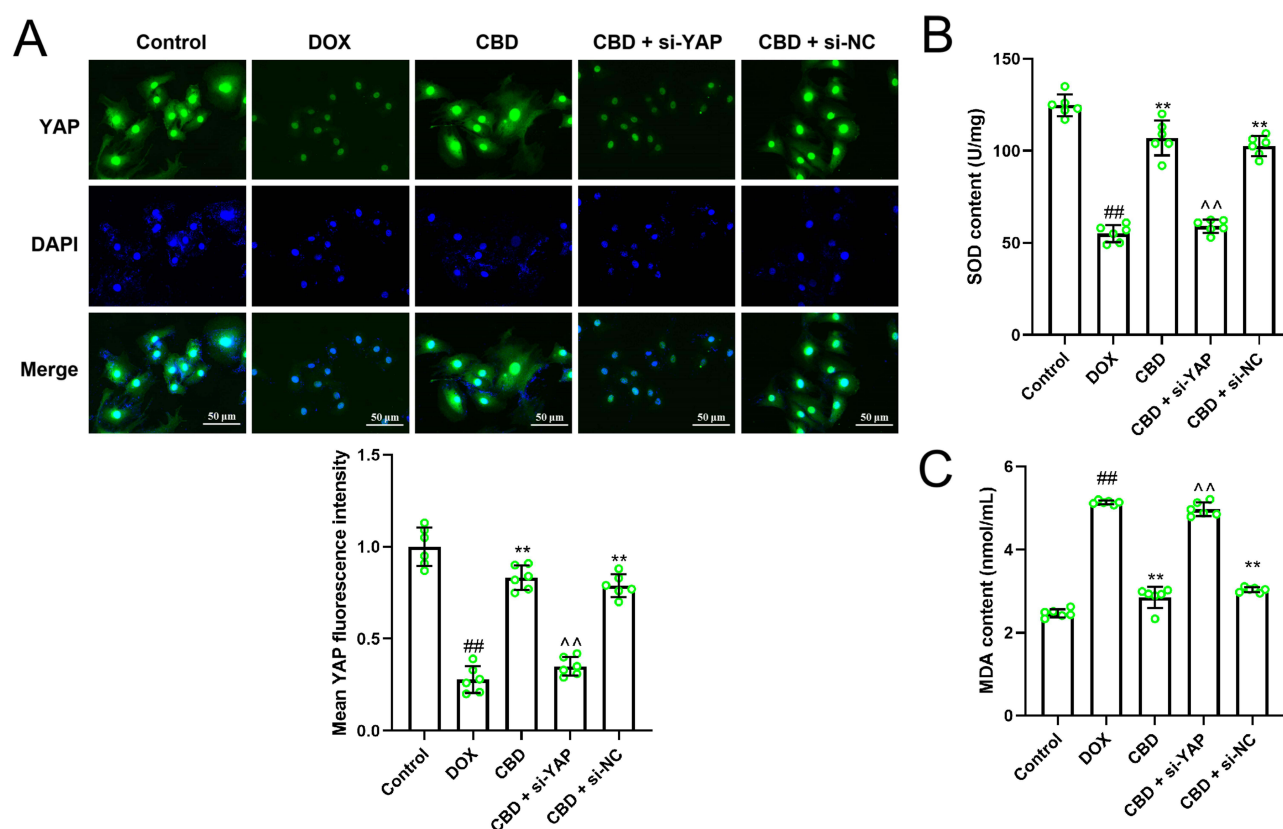 A
Control DOX CBD CBD + si-YAP CBD + si-NC
YAP
DAPI
Merge
50 μm 50 μm 50 μm 50 μm 50 μm
Mean YAP fluorescence intensity
1.5
1.0
0.5
0.0
## ** ^^ **
Control DOX CBD CBD + si-YAP CBD + si-NC
B
SOD content (U/mg)
150
100
50
0
## ** ^^ **
Control DOX CBD CBD + si-YAP CBD + si-NC
C
MDA content (nmol/mL)
6
4
2
0
## ** ^^ **
Control DOX CBD CBD + si-YAP CBD + si-NC